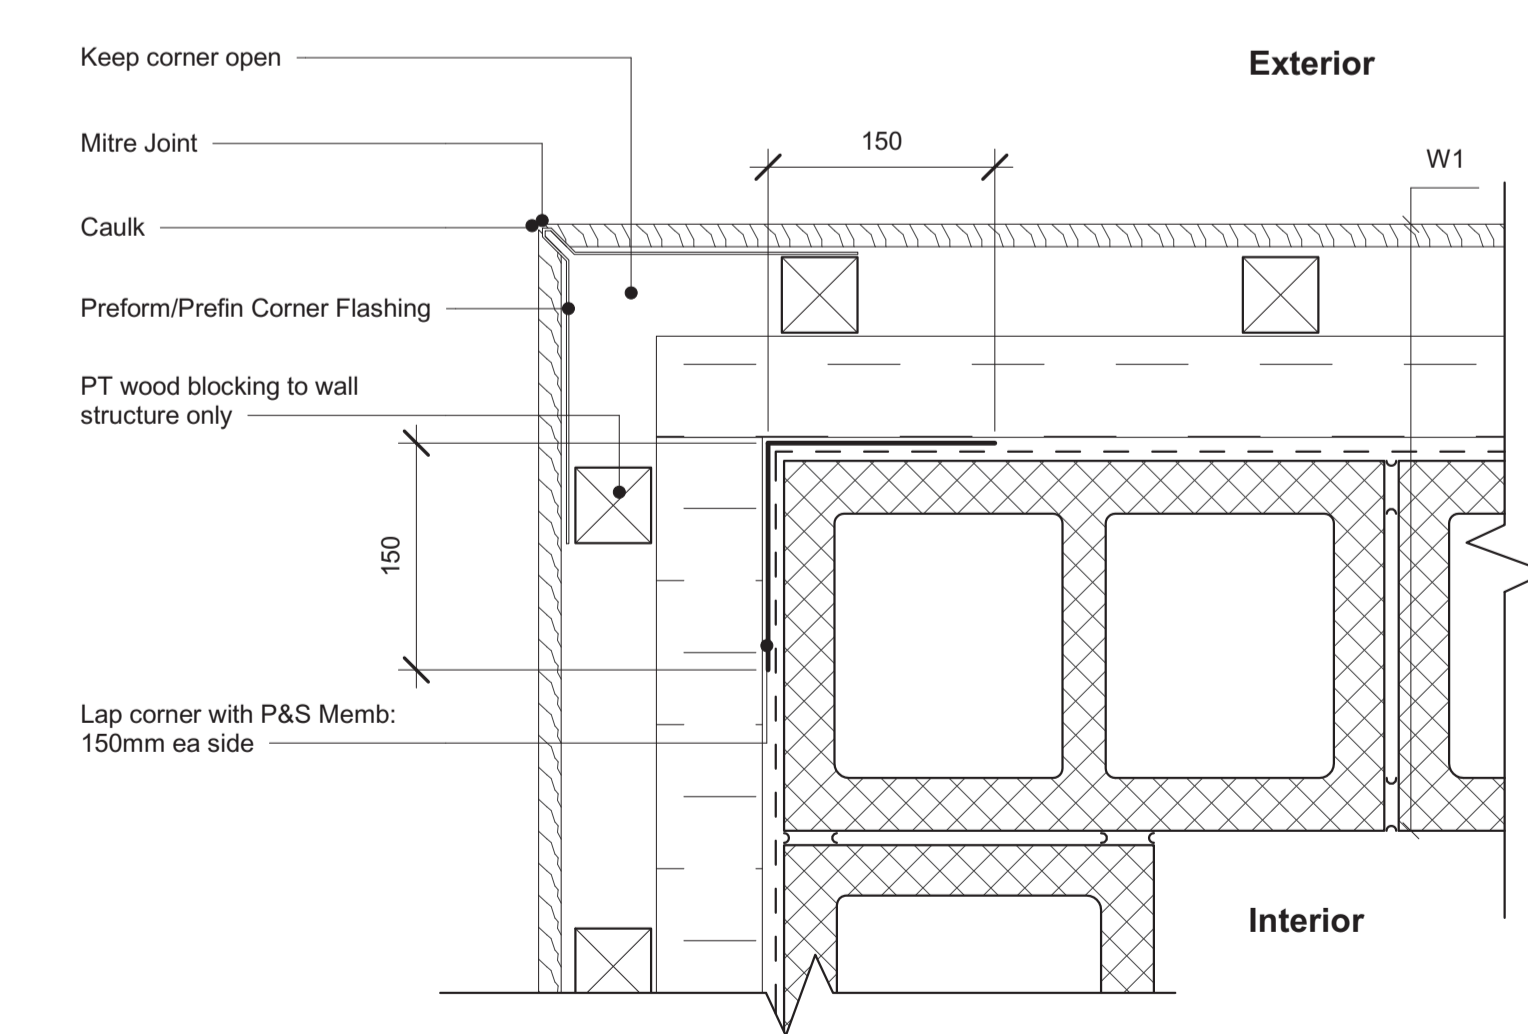 Keep corner open
Exterior
Mitre Joint
150
W1
Caulk
Preform/Prefin Corner Flashing
PT wood blocking to wall
structure only
150
Lap corner with P&S Memb:
150mm ea side
Interior